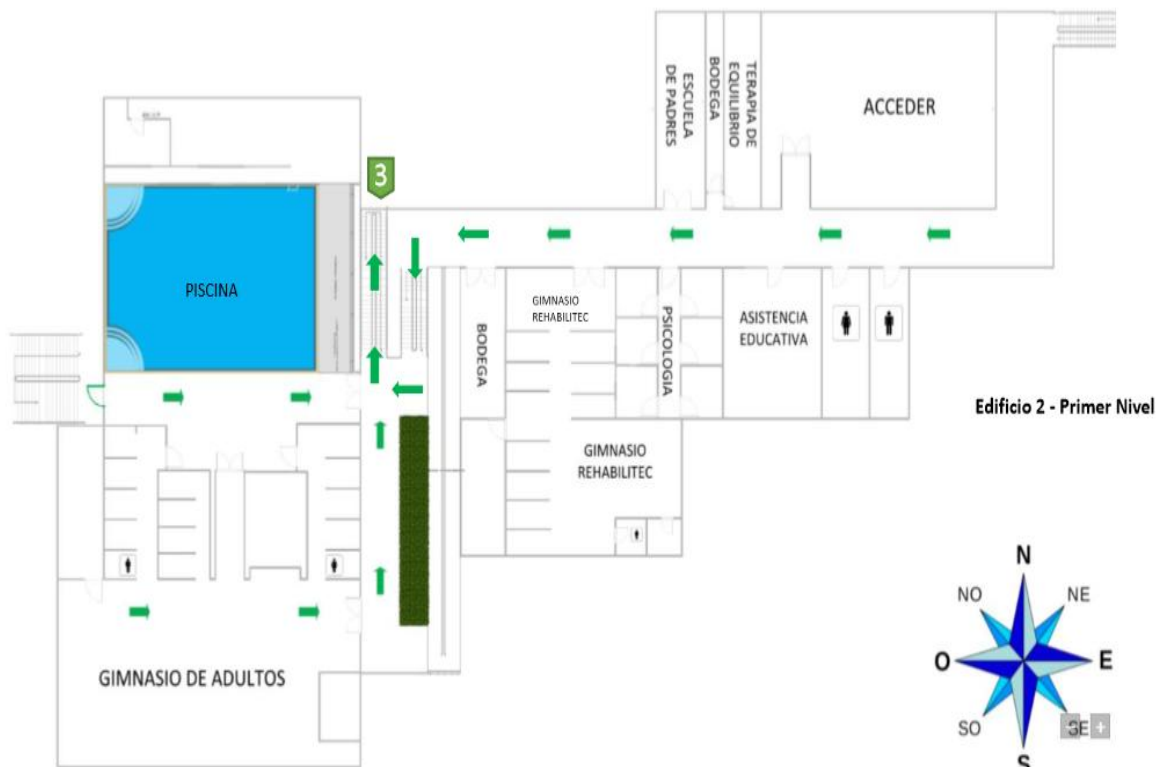 ESCUELA
DE PADRES
BODEGA
TERAPIA DE
EQUILIBRIO
ACCEDER
3
PISCINA
BODEGA
GIMNASIO
REHABILITEC
PSICOLOGIA
ASISTENCIA
EDUCATIVA
Edificio 2 - Primer Nivel
GIMNASIO
REHABILITEC
GIMNASIO DE ADULTOS
N
NO
NE
O
E
SO
SE
S